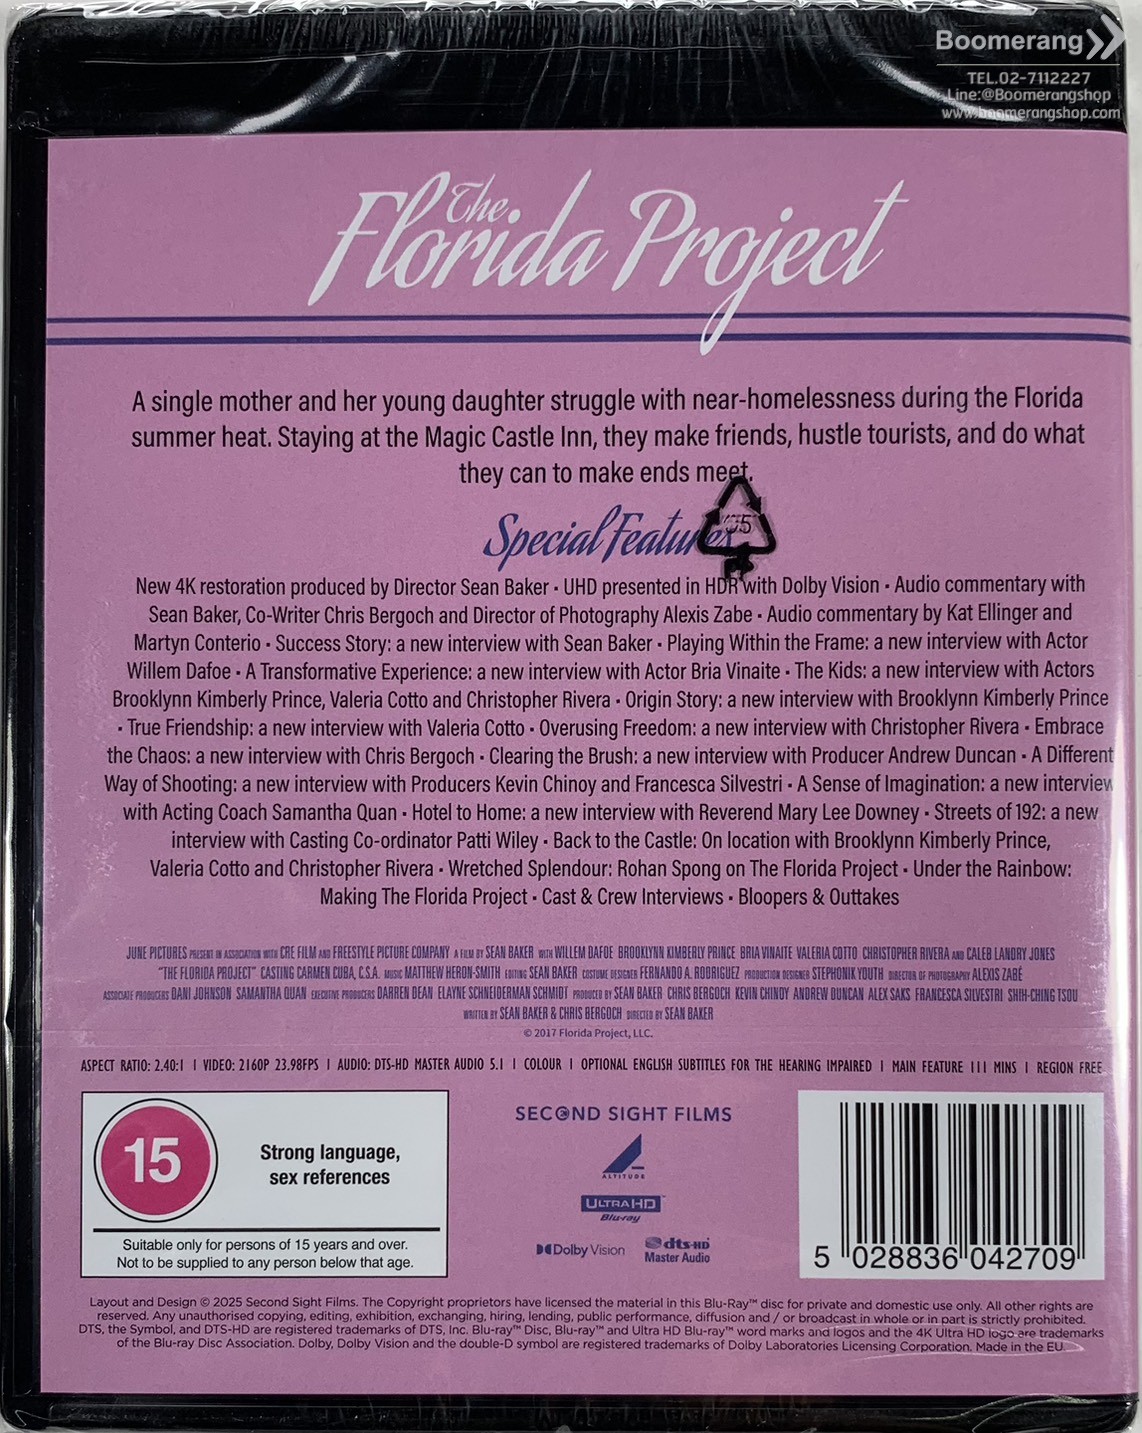 Boomerang
TEL.02-7112227
Line:@Boomerangshop
www.boomerangshop.com
The
Florida Project
A single mother and her young daughter struggle with near-homelessness during the Florida
summer heat. Staying at the Magic Castle Inn, they make friends, hustle tourists, and do what
they can to make ends meet.
Special Features
New 4K restoration produced by Director Sean Baker • UHD presented in HDR with Dolby Vision • Audio commentary with
Sean Baker, Co-Writer Chris Bergoch and Director of Photography Alexis Zabe • Audio commentary by Kat Ellinger and
Martyn Conterio • Success Story: a new interview with Sean Baker • Playing Within the Frame: a new interview with Actor
Willem Dafoe • A Transformative Experience: a new interview with Actor Bria Vinaite • The Kids: a new interview with Actors
Brooklynn Kimberly Prince, Valeria Cotto and Christopher Rivera • Origin Story: a new interview with Brooklynn Kimberly Prince
• True Friendship: a new interview with Valeria Cotto • Overusing Freedom: a new interview with Christopher Rivera • Embrace
the Chaos: a new interview with Chris Bergoch • Clearing the Brush: a new interview with Producer Andrew Duncan • A Different
Way of Shooting: a new interview with Producers Kevin Chinoy and Francesca Silvestri • A Sense of Imagination: a new interview
with Acting Coach Samantha Quan • Hotel to Home: a new interview with Reverend Mary Lee Downey • Streets of 192: a new
interview with Casting Co-ordinator Patti Wiley • Back to the Castle: On location with Brooklynn Kimberly Prince,
Valeria Cotto and Christopher Rivera • Wretched Splendour: Rohan Spong on The Florida Project • Under the Rainbow:
Making The Florida Project • Cast & Crew Interviews • Bloopers & Outtakes
JUNE PICTURES PRESENT IN ASSOCIATION WITH CRE FILM AND FREESTYLE PICTURE COMPANY A FILM BY SEAN BAKER WITH WILLEM DAFOE BROOKLYNN KIMBERLY PRINCE BRIA VINAITE VALERIA COTTO CHRISTOPHER RIVERA AND CALEB LANDRY JONES
"THE FLORIDA PROJECT" CASTING CARMEN CUBA, C.S.A. MUSIC MATTHEW HERON-SMITH EDITING SEAN BAKER COSTUME DESIGNER FERNANDO A. RODRIGUEZ PRODUCTION DESIGNER STEPHONIK YOUTH DIRECTOR OF PHOTOGRAPHY ALEXIS ZABE
ASSOCIATE PRODUCERS DANI JOHNSON SAMANTHA QUAN EXECUTIVE PRODUCERS DARREN DEAN ELAYNE SCHNEIDERMAN SCHMIDT PRODUCED BY SEAN BAKER CHRIS BERGOCH KEVIN CHINOY ANDREW DUNCAN ALEX SAKS FRANCESCA SILVESTRI SHIH-CHING TSOU
WRITTEN BY SEAN BAKER & CHRIS BERGOCH DIRECTED BY SEAN BAKER
© 2017 Florida Project, LLC.
ASPECT RATIO: 2.40:1 | VIDEO: 2160P 23.98FPS | AUDIO: DTS-HD MASTER AUDIO 5.1 | COLOUR | OPTIONAL ENGLISH SUBTITLES FOR THE HEARING IMPAIRED | MAIN FEATURE 111 MINS | REGION FREE
15
Strong language,
sex references
Suitable only for persons of 15 years and over.
Not to be supplied to any person below that age.
SECOND SIGHT FILMS
ALTITUDE
ULTRA HD
Blu-ray
Dolby Vision
dts-HD
Master Audio
5 028836 042709
Layout and Design © 2025 Second Sight Films. The Copyright proprietors have licensed the material in this Blu-Ray™ disc for private and domestic use only. All other rights are
reserved. Any unauthorised copying, editing, exhibition, exchanging, hiring, lending, public performance, diffusion and / or broadcast in whole or in part is strictly prohibited.
DTS, the Symbol, and DTS-HD are registered trademarks of DTS, Inc. Blu-ray™ Disc, Blu-ray™ and Ultra HD Blu-ray™ word marks and logos and the 4K Ultra HD logo are trademarks
of the Blu-ray Disc Association. Dolby, Dolby Vision and the double-D symbol are registered trademarks of Dolby Laboratories Licensing Corporation. Made in the EU.